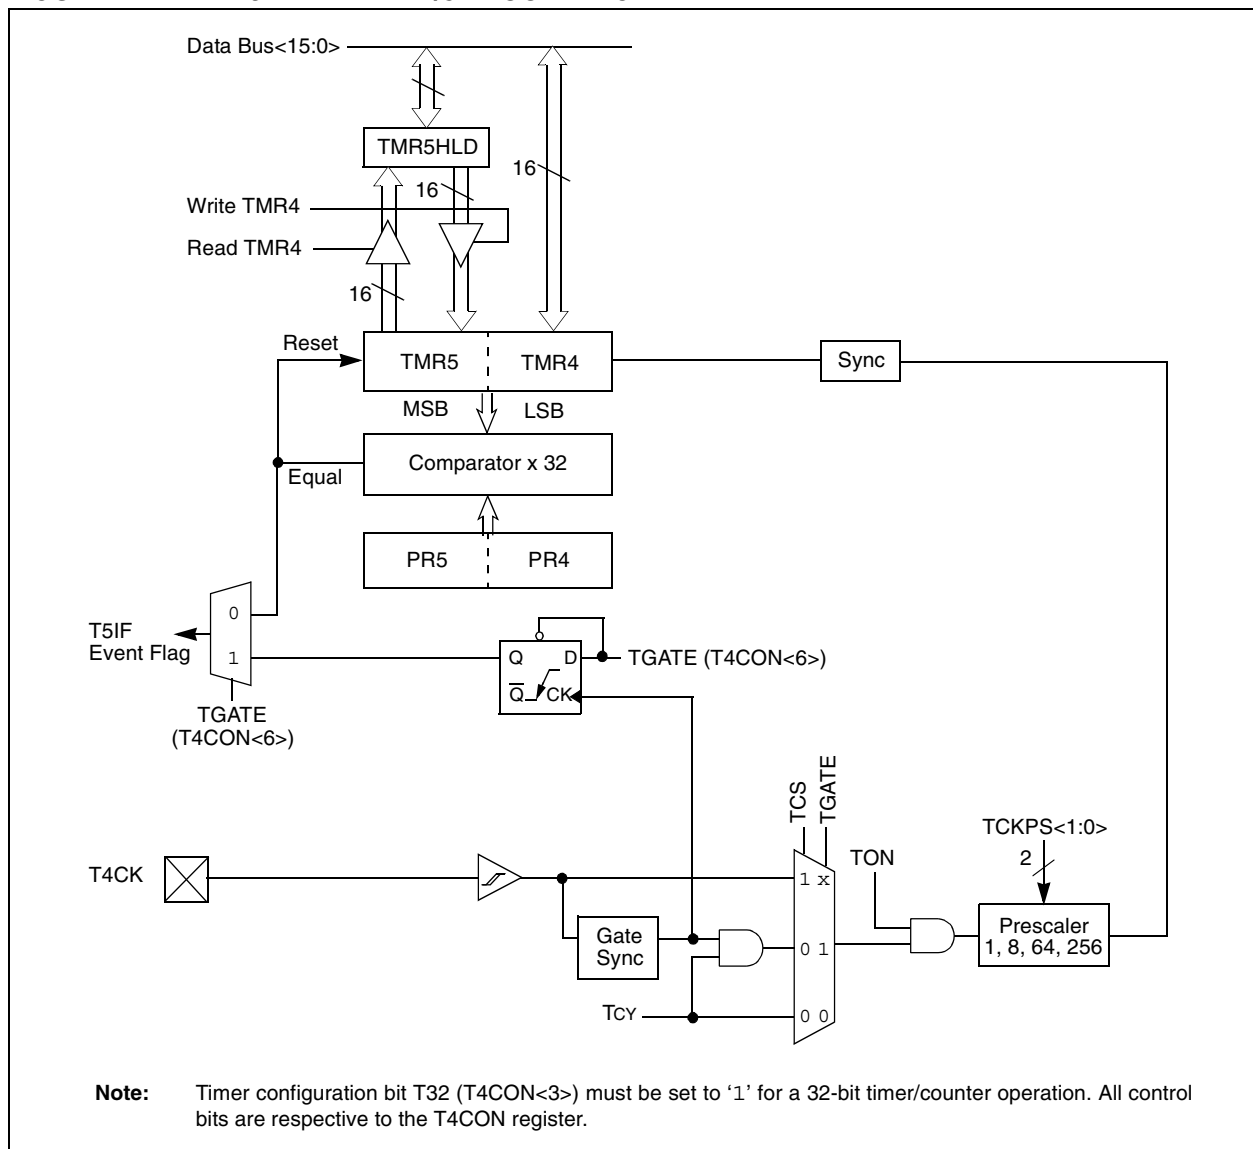 Data Bus<15:0>
TMR5HLD
16
16
Write TMR4
Read TMR4
16
Reset
TMR5
TMR4
Sync
MSB
LSB
Equal
Comparator x 32
PR5
PR4
0
1
T5IF
Event Flag
TGATE
(T4CON<6>)
Q
D
Q
CK
TGATE (T4CON<6>)
TCS
TGATE
TCKPS<1:0>
2
TON
T4CK
1 x
Gate
Sync
0 1
Prescaler
1, 8, 64, 256
TCY
0 0
Note: Timer configuration bit T32 (T4CON<3>) must be set to ‘1’ for a 32-bit timer/counter operation. All control
bits are respective to the T4CON register.